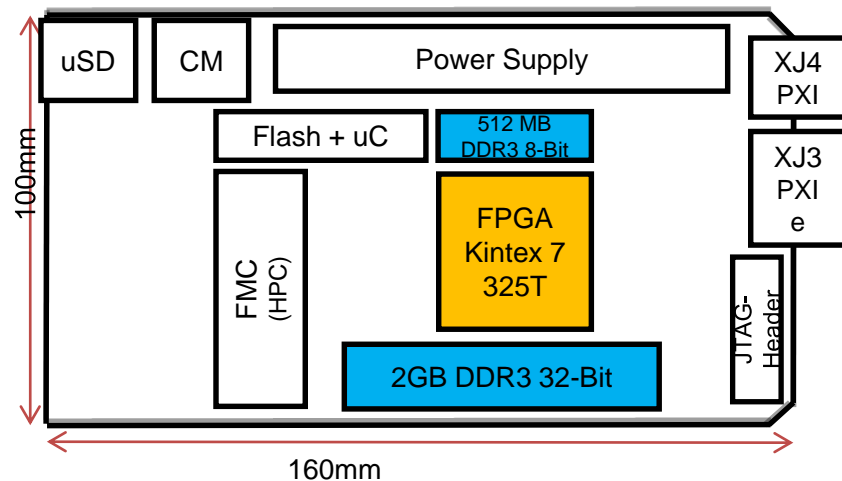 uSD
CM
Power Supply
XJ4
PXI
Flash + uC
512 MB
DDR3 8-Bit
XJ3
PXI
e
100mm
FMC
(HPC)
FPGA
Kintex 7
325T
JTAG-
Header
2GB DDR3 32-Bit
160mm